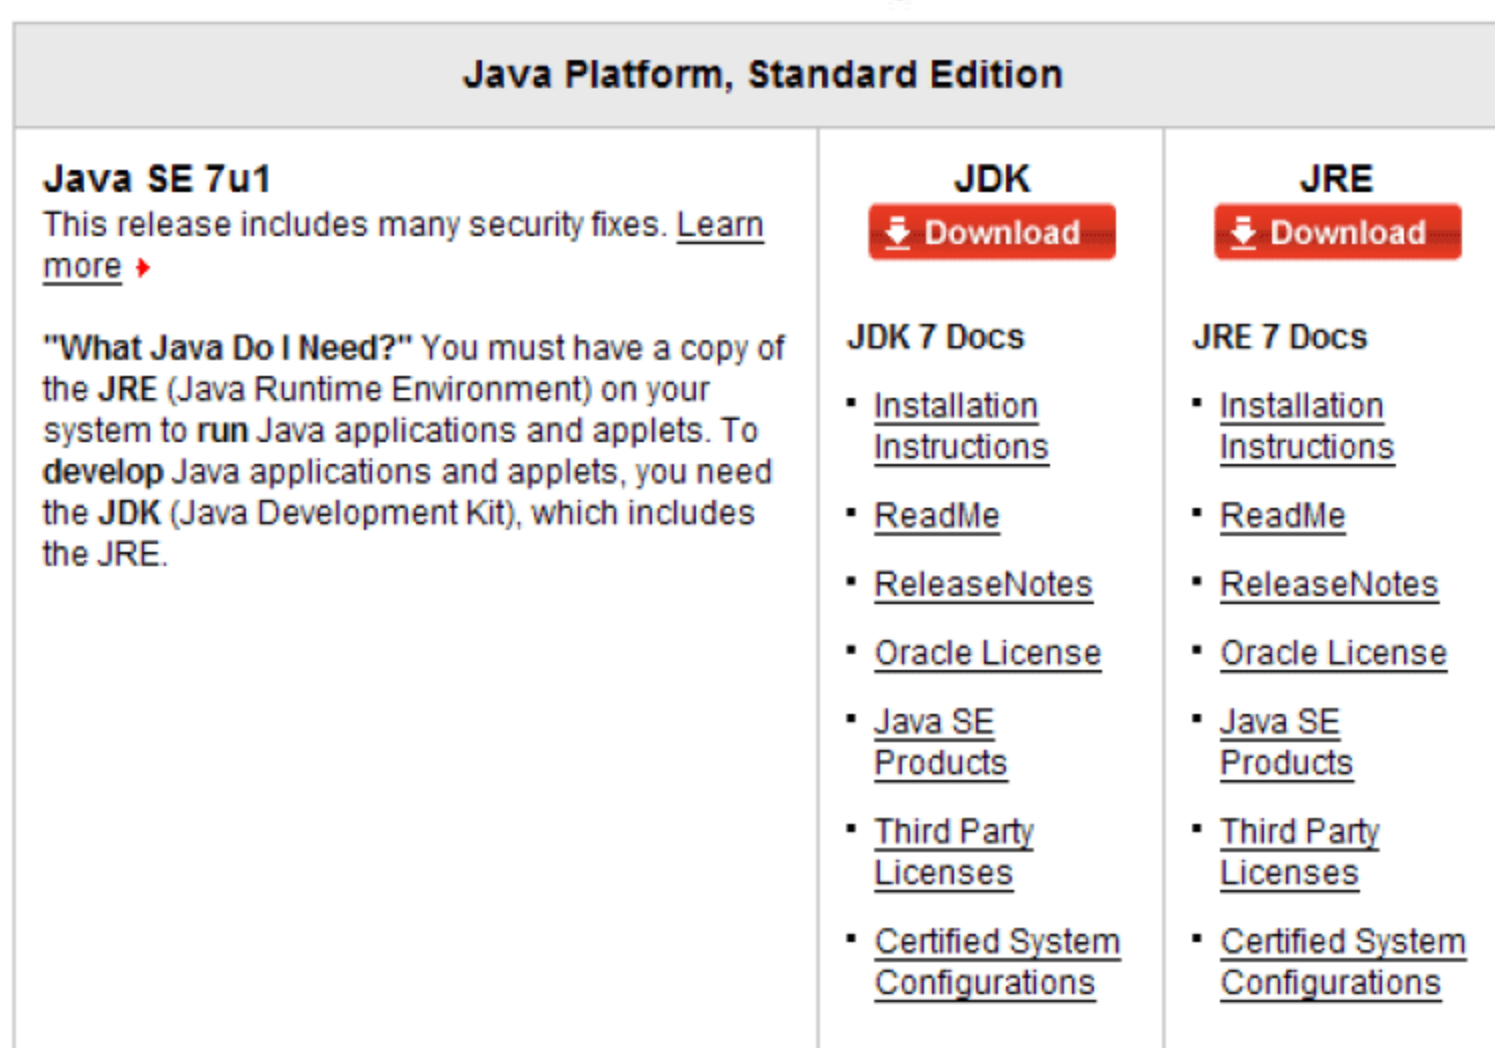 Java Platform, Standard Edition
Java SE 7u1
This release includes many security fixes. Learn
more
"What Java Do I Need?" You must have a copy of
the JRE (Java Runtime Environment) on your
system to run Java applications and applets. To
develop Java applications and applets, you need
the JDK (Java Development Kit), which includes
the JRE.
JDK
Download
JDK 7 Docs
Installation
Instructions
ReadMe
ReleaseNotes
Oracle License
Java SE
Products
Third Party
Licenses
Certified System
Configurations
JRE
Download
JRE 7 Docs
Installation
Instructions
ReadMe
ReleaseNotes
Oracle License
Java SE
Products
Third Party
Licenses
Certified System
Configurations